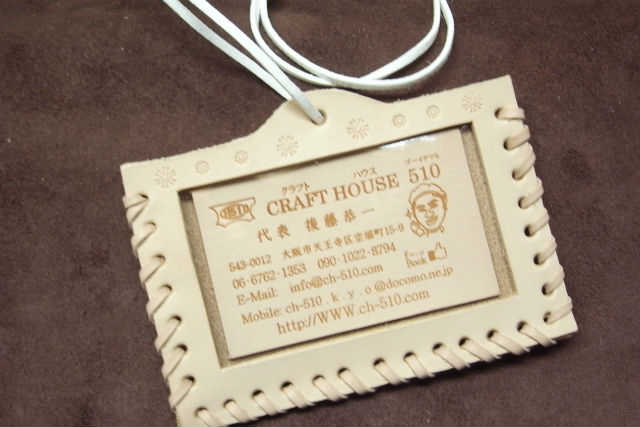 クラフト ハウス ゴーイチマル
CRAFT HOUSE 510
代表 後藤恭一
543-0012 大阪市天王寺区空堀町15-9
06-6762-1353 090-1022-8794
E-Mail: info@ch-510.com
Mobile: ch-510.k.y.o@docomo.ne.jp
http://WWW.ch-510.com